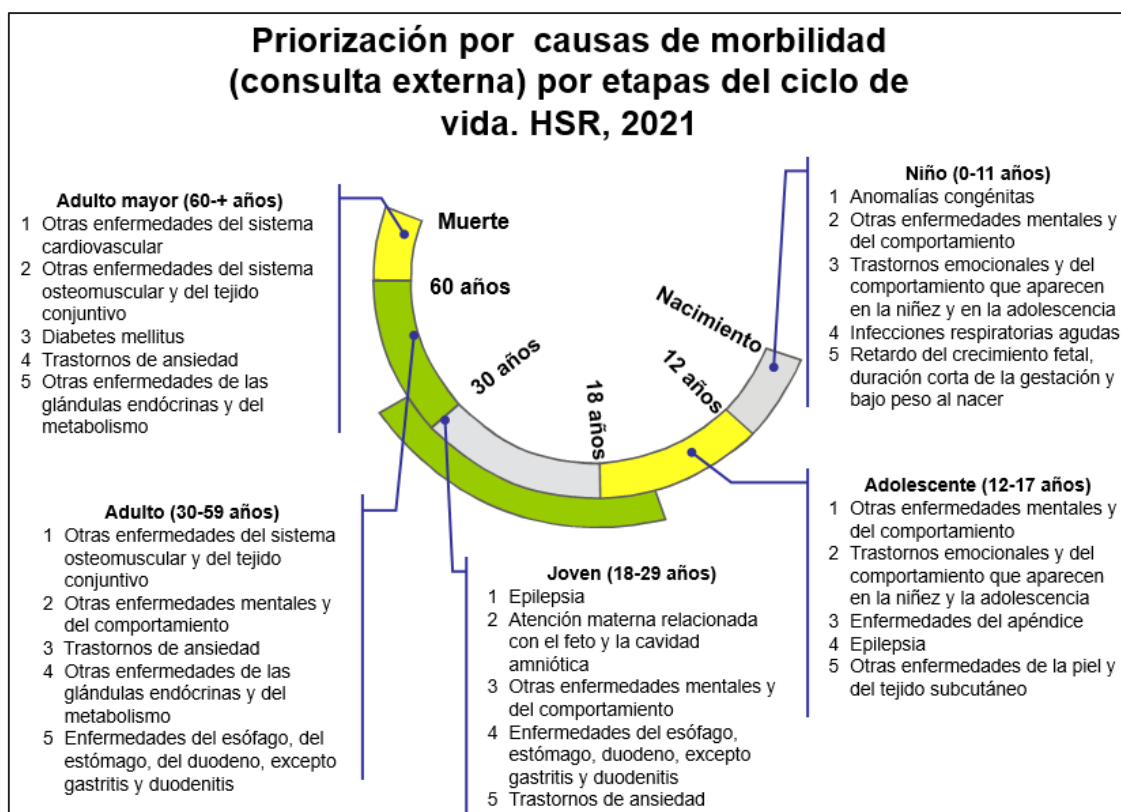 Priorización por causas de morbilidad
(consulta externa) por etapas del ciclo de
vida. HSR, 2021
Adulto mayor (60-+ años)
1 Otras enfermedades del sistema
cardiovascular
2 Otras enfermedades del sistema
osteomuscular y del tejido
conjuntivo
3 Diabetes mellitus
4 Trastornos de ansiedad
5 Otras enfermedades de las
glándulas endócrinas y del
metabolismo
Muerte
60 años
30 años
18 años
12 años
Nacimiento
Niño (0-11 años)
1 Anomalías congénitas
2 Otras enfermedades mentales y
del comportamiento
3 Trastornos emocionales y del
comportamiento que aparecen
en la niñez y en la adolescencia
4 Infecciones respiratorias agudas
5 Retardo del crecimiento fetal,
duración corta de la gestación y
bajo peso al nacer
Adulto (30-59 años)
1 Otras enfermedades del sistema
osteomuscular y del tejido
conjuntivo
2 Otras enfermedades mentales y
del comportamiento
3 Trastornos de ansiedad
4 Otras enfermedades de las
glándulas endócrinas y del
metabolismo
5 Enfermedades del esófago, del
estómago, del duodeno, excepto
gastritis y duodenitis
Joven (18-29 años)
1 Epilepsia
2 Atención materna relacionada
con el feto y la cavidad
amniótica
3 Otras enfermedades mentales y
del comportamiento
4 Enfermedades del esófago,
estómago, duodeno, excepto
gastritis y duodenitis
5 Trastornos de ansiedad
Adolescente (12-17 años)
1 Otras enfermedades mentales y
del comportamiento
2 Trastornos emocionales y del
comportamiento que aparecen
en la niñez y la adolescencia
3 Enfermedades del apéndice
4 Epilepsia
5 Otras enfermedades de la piel y
del tejido subcutáneo